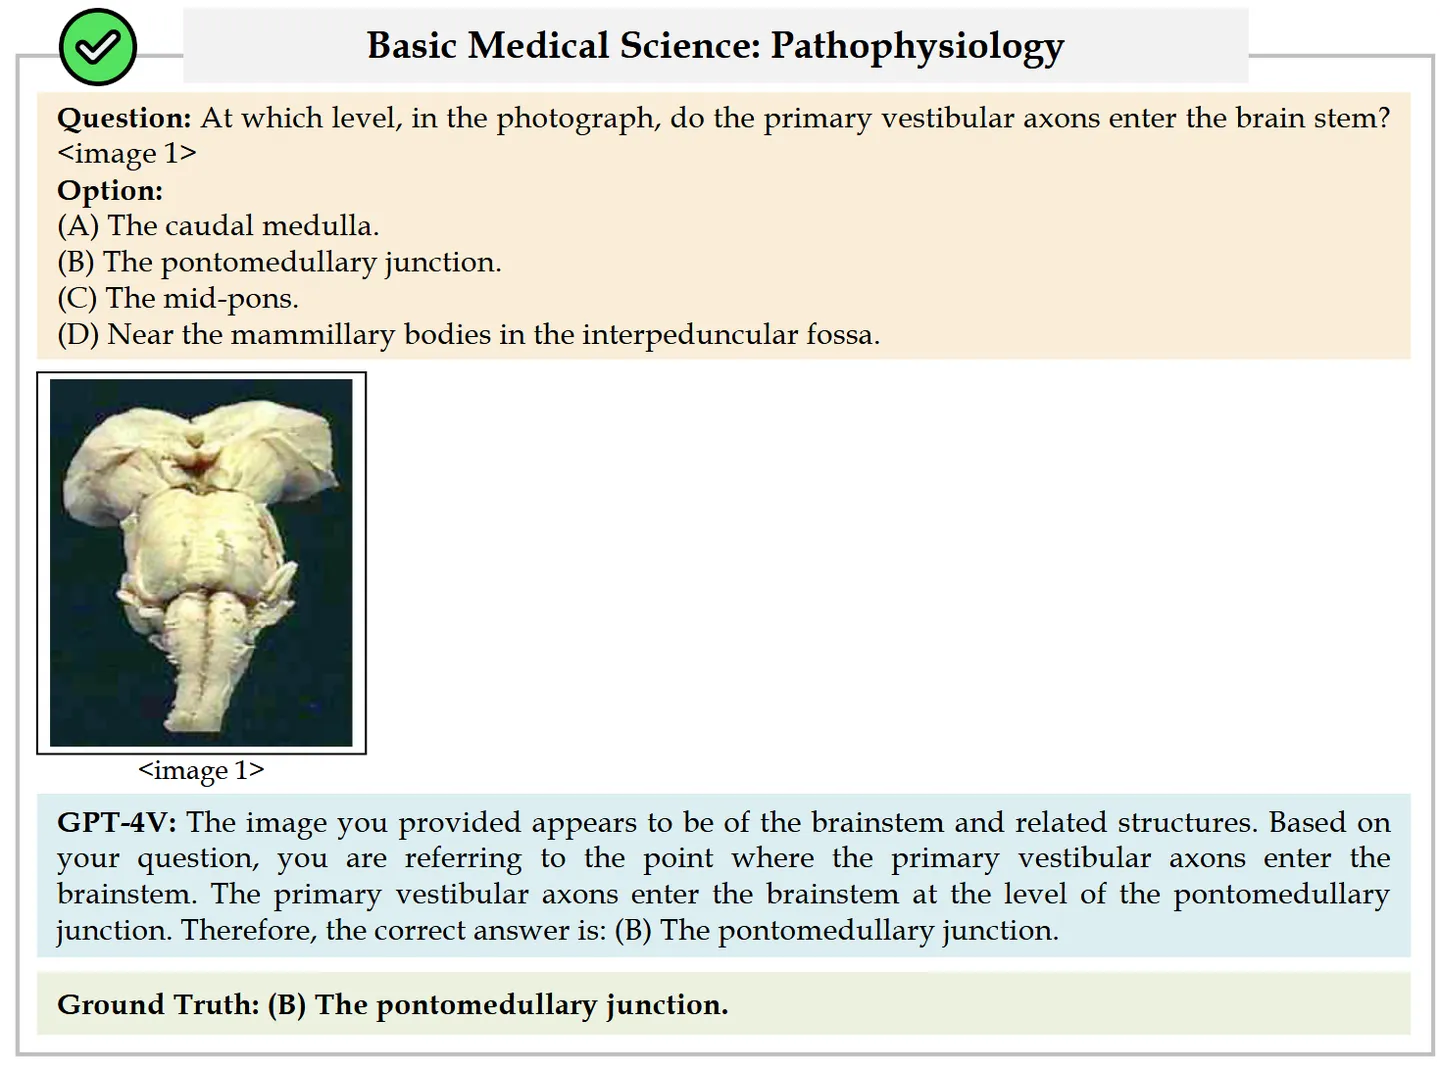 Basic Medical Science: Pathophysiology
Question: At which level, in the photograph, do the primary vestibular axons enter the brain stem?
<image 1>
Option:
(A) The caudal medulla.
(B) The pontomedullary junction.
(C) The mid-pons.
(D) Near the mammillary bodies in the interpeduncular fossa.
<image 1>
GPT-4V: The image you provided appears to be of the brainstem and related structures. Based on
your question, you are referring to the point where the primary vestibular axons enter the
brainstem. The primary vestibular axons enter the brainstem at the level of the pontomedullary
junction. Therefore, the correct answer is: (B) The pontomedullary junction.
Ground Truth: (B) The pontomedullary junction.